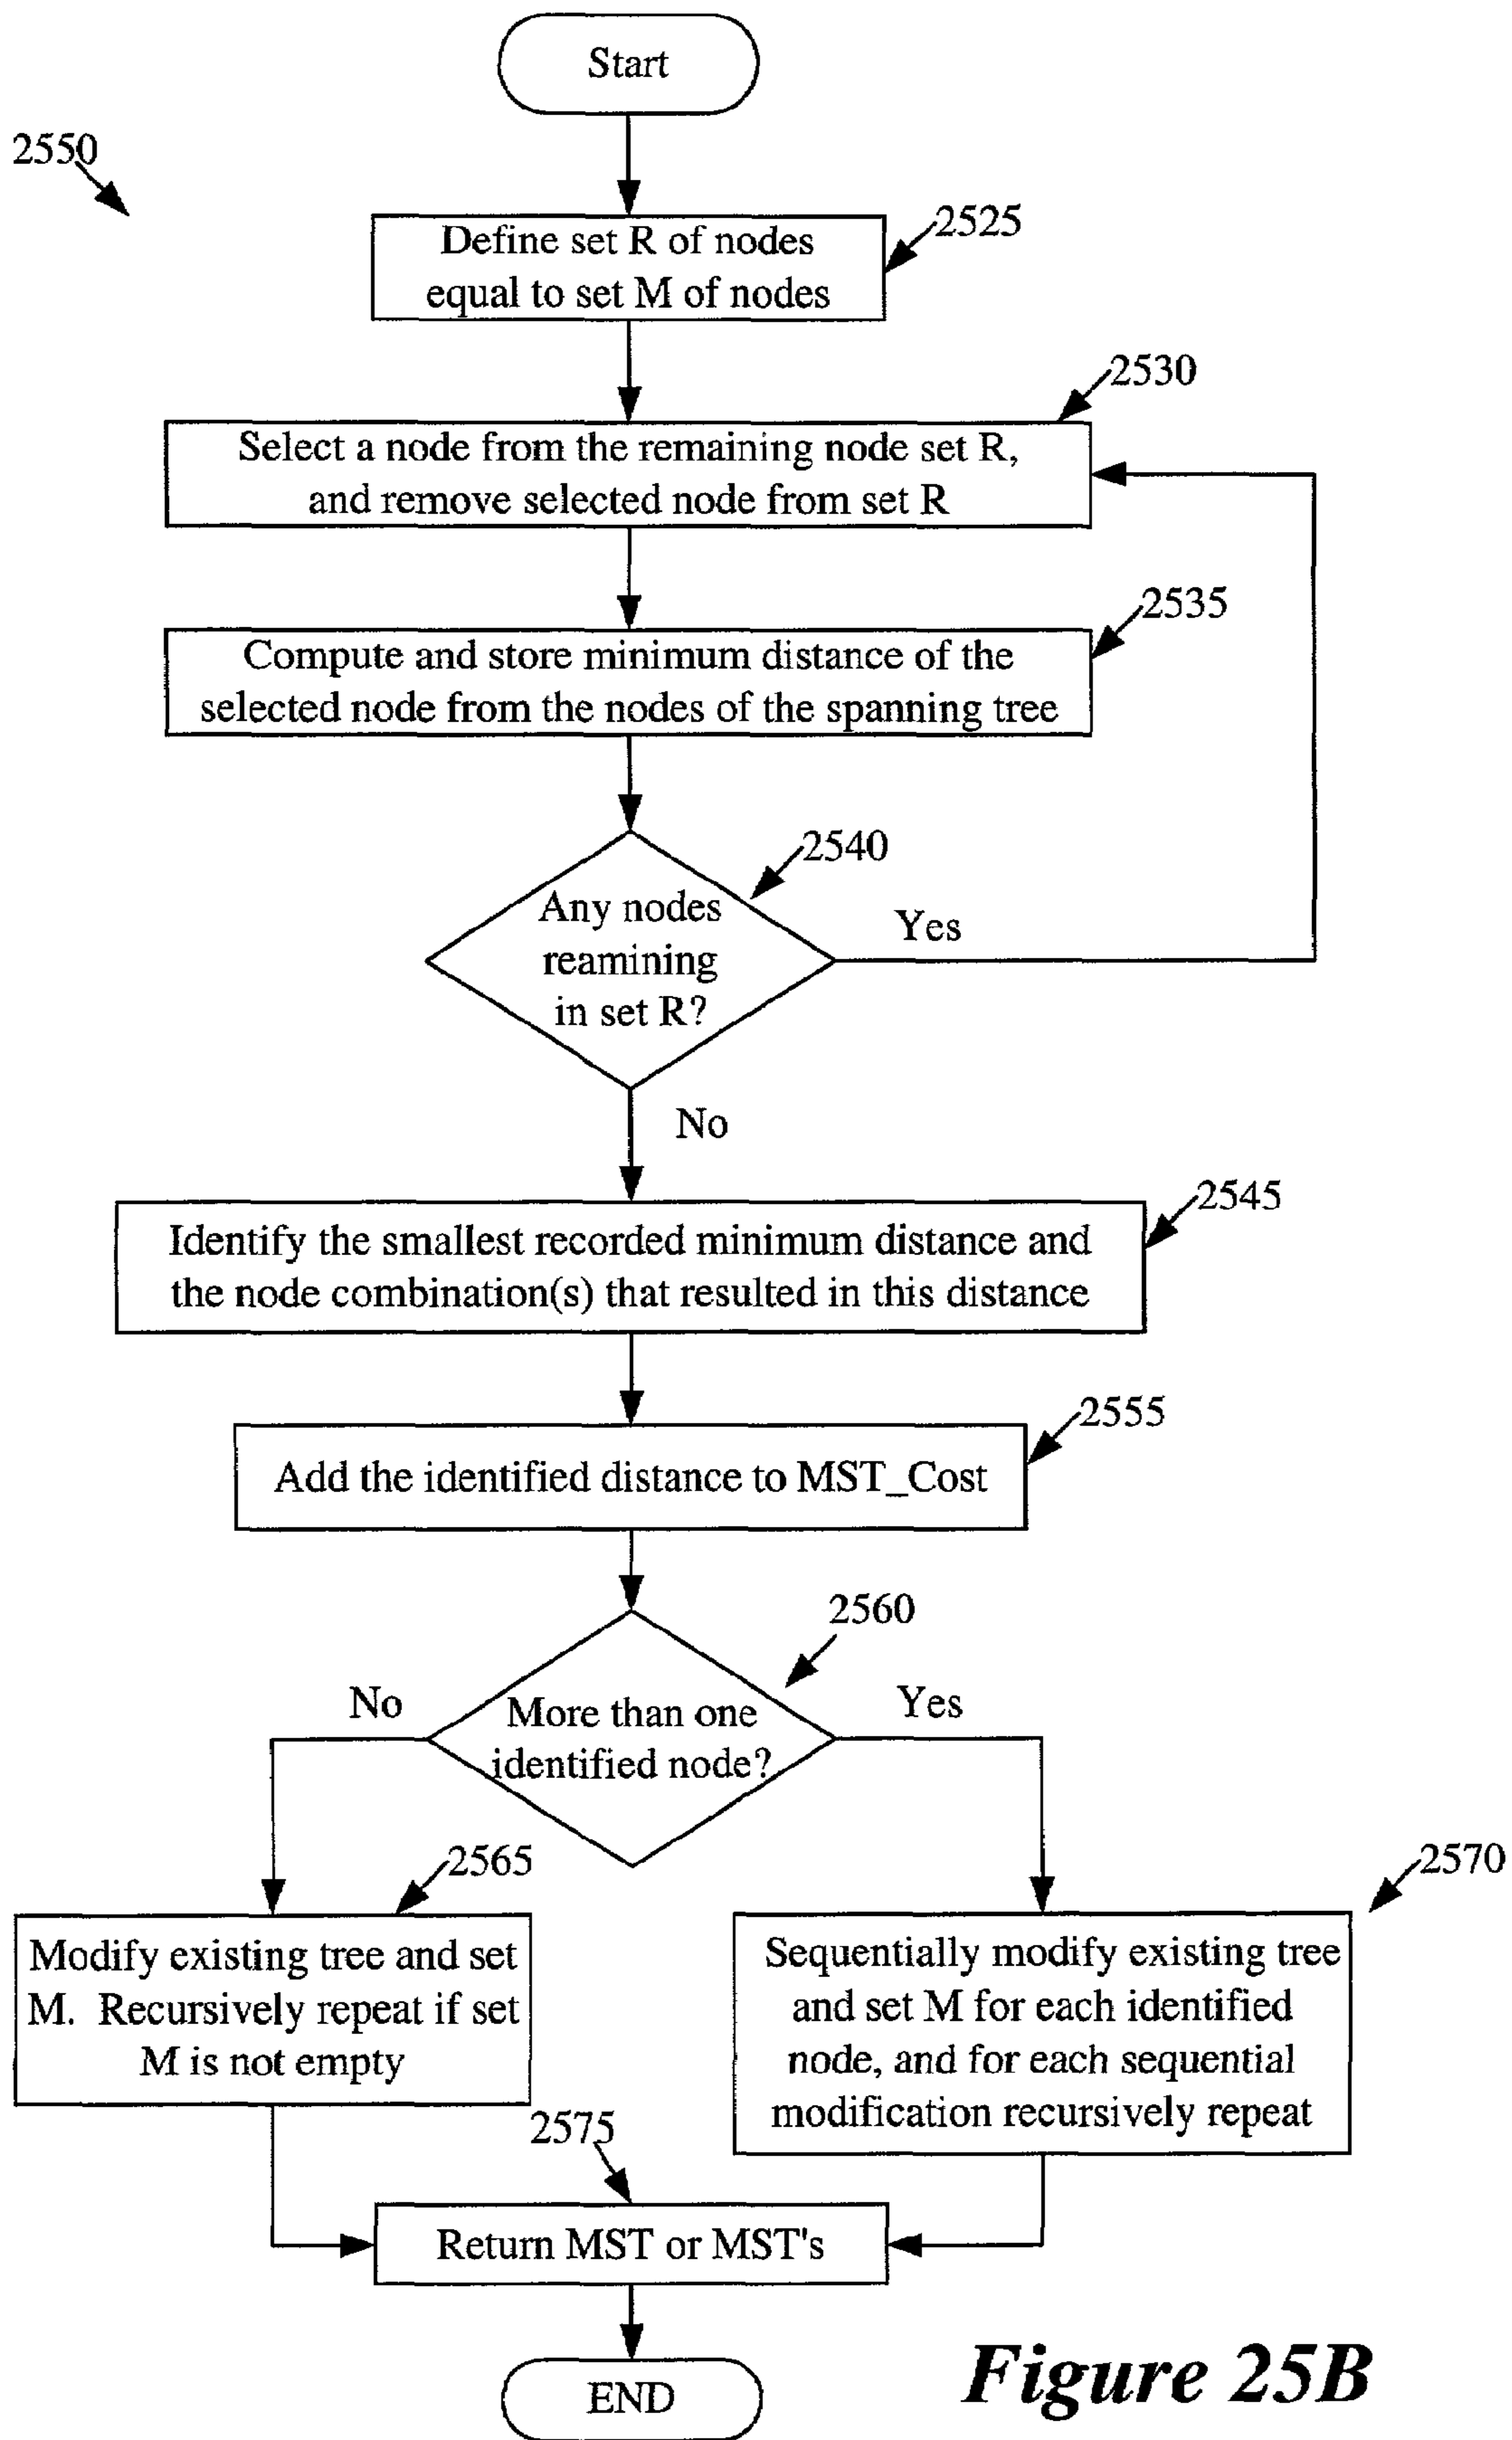 Start
2550
2525
Define set R of nodes
equal to set M of nodes
2530
Select a node from the remaining node set R,
and remove selected node from set R
2535
Compute and store minimum distance of the
selected node from the nodes of the spanning tree
2540
Any nodes
reamining
in set R?
Yes
No
2545
Identify the smallest recorded minimum distance and
the node combination(s) that resulted in this distance
2555
Add the identified distance to MST_Cost
2560
No
More than one
identified node?
Yes
2565
Modify existing tree and set
M. Recursively repeat if set
M is not empty
2570
Sequentially modify existing tree
and set M for each identified
node, and for each sequential
modification recursively repeat
2575
Return MST or MST's
END
Figure 25B